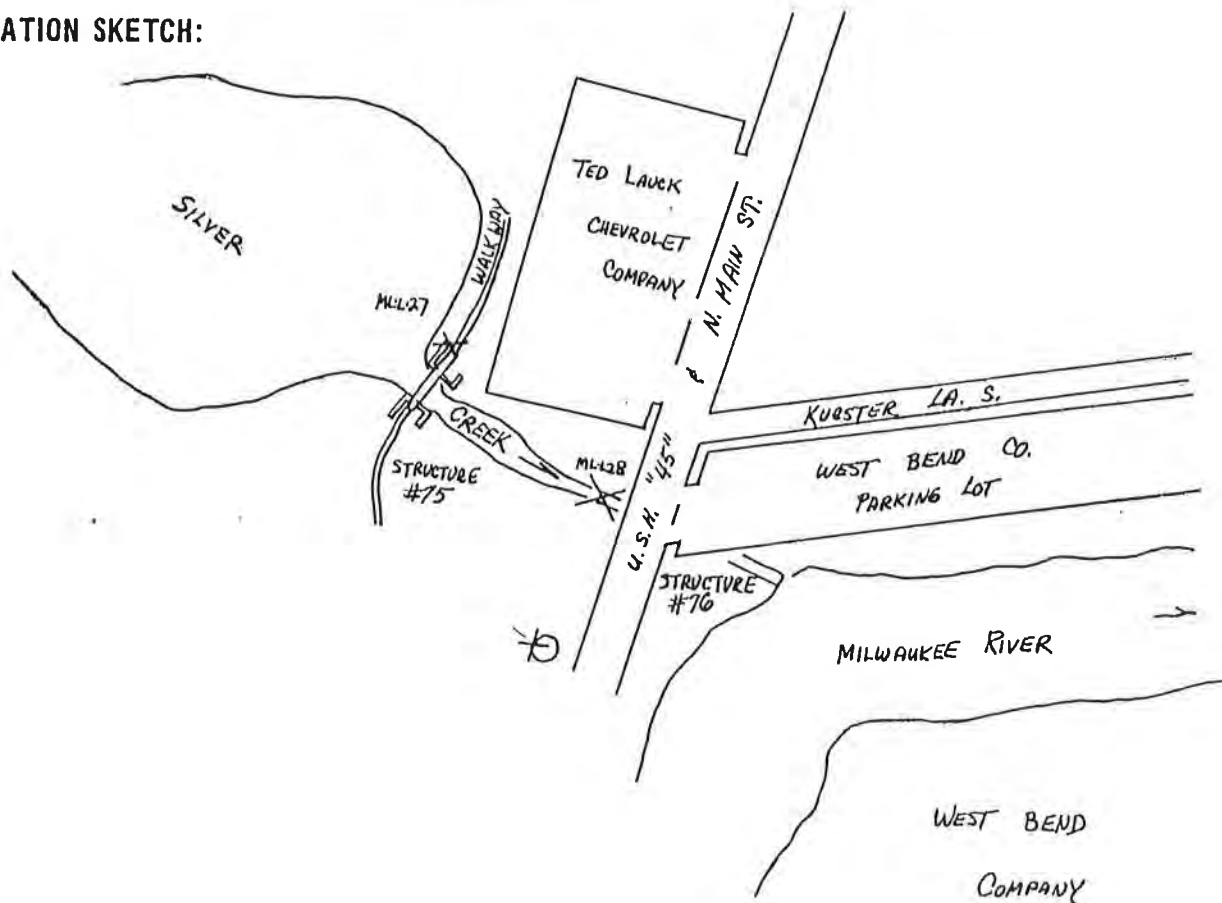 ATION SKETCH:
SILVER
WALKWAY
ML-L-27
TED LAUCK
CHEVROLET
COMPANY
& N. MAIN ST.
CREEK
STRUCTURE
#75
ML-L28
U.S.H. "45"
KUESTER LA. S.
WEST BEND CO.
PARKING LOT
STRUCTURE
#76
MILWAUKEE RIVER
WEST BEND
COMPANY